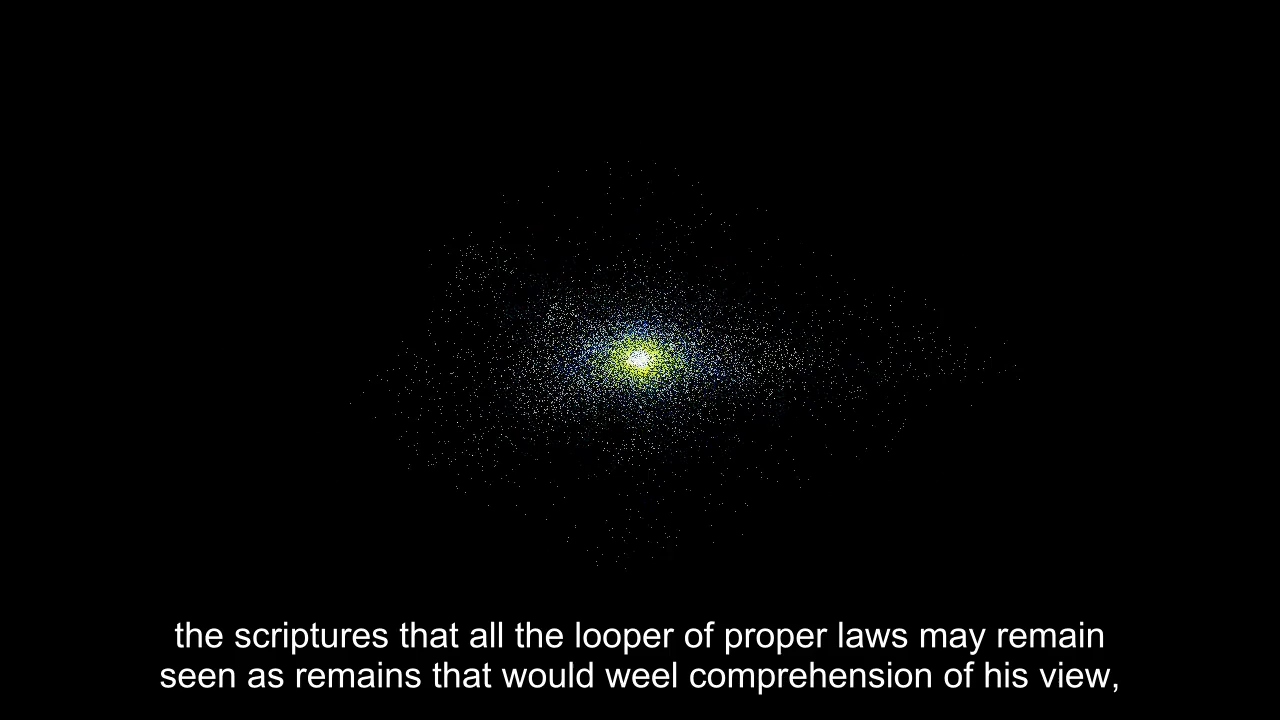 the scriptures that all the looper of proper laws may remain
seen as remains that would weel comprehension of his view,